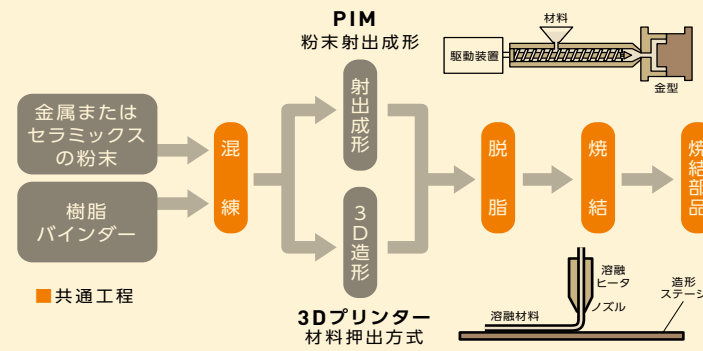 PIM
粉末射出成形
材料
駆動装置
金型
金属または
セラミックス
の粉末
樹脂
バインダー
混練
射出成形
3D造形
脱脂
焼結
焼結部品
■共通工程
3Dプリンター
材料押出方式
溶融
ヒータ
ノズル
溶融材料
造形
ステージ